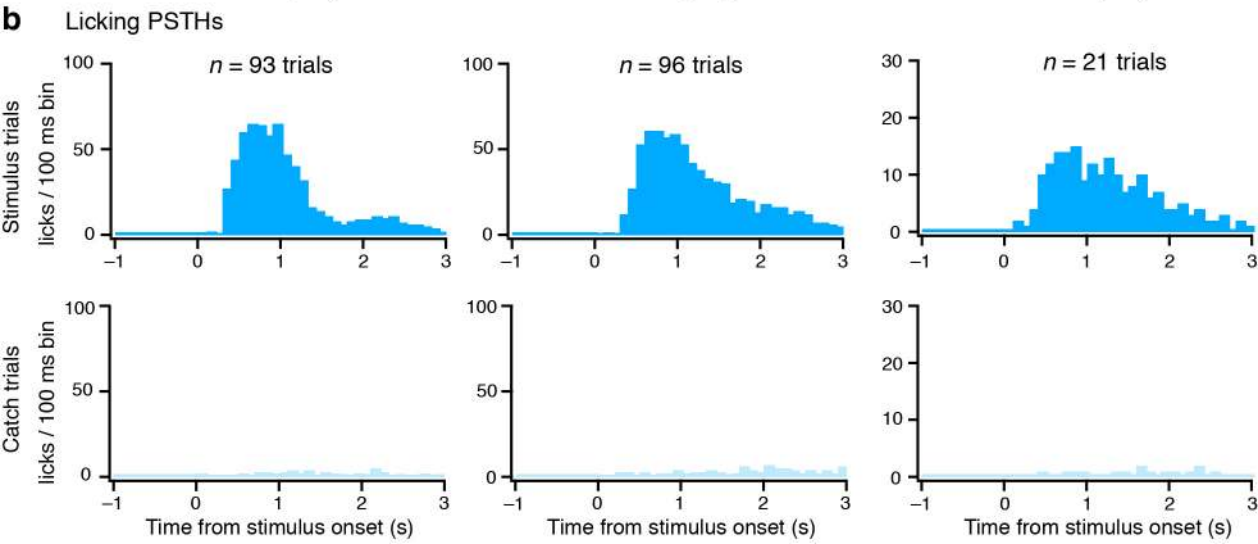 b Licking PSTHs
Stimulus trials
licks / 100 ms bin
100
50
0
n = 93 trials
–1 0 1 2 3
100
50
0
n = 96 trials
–1 0 1 2 3
30
20
10
0
n = 21 trials
–1 0 1 2 3
Catch trials
licks / 100 ms bin
100
50
0
–1 0 1 2 3
Time from stimulus onset (s)
100
50
0
–1 0 1 2 3
Time from stimulus onset (s)
30
20
10
0
–1 0 1 2 3
Time from stimulus onset (s)